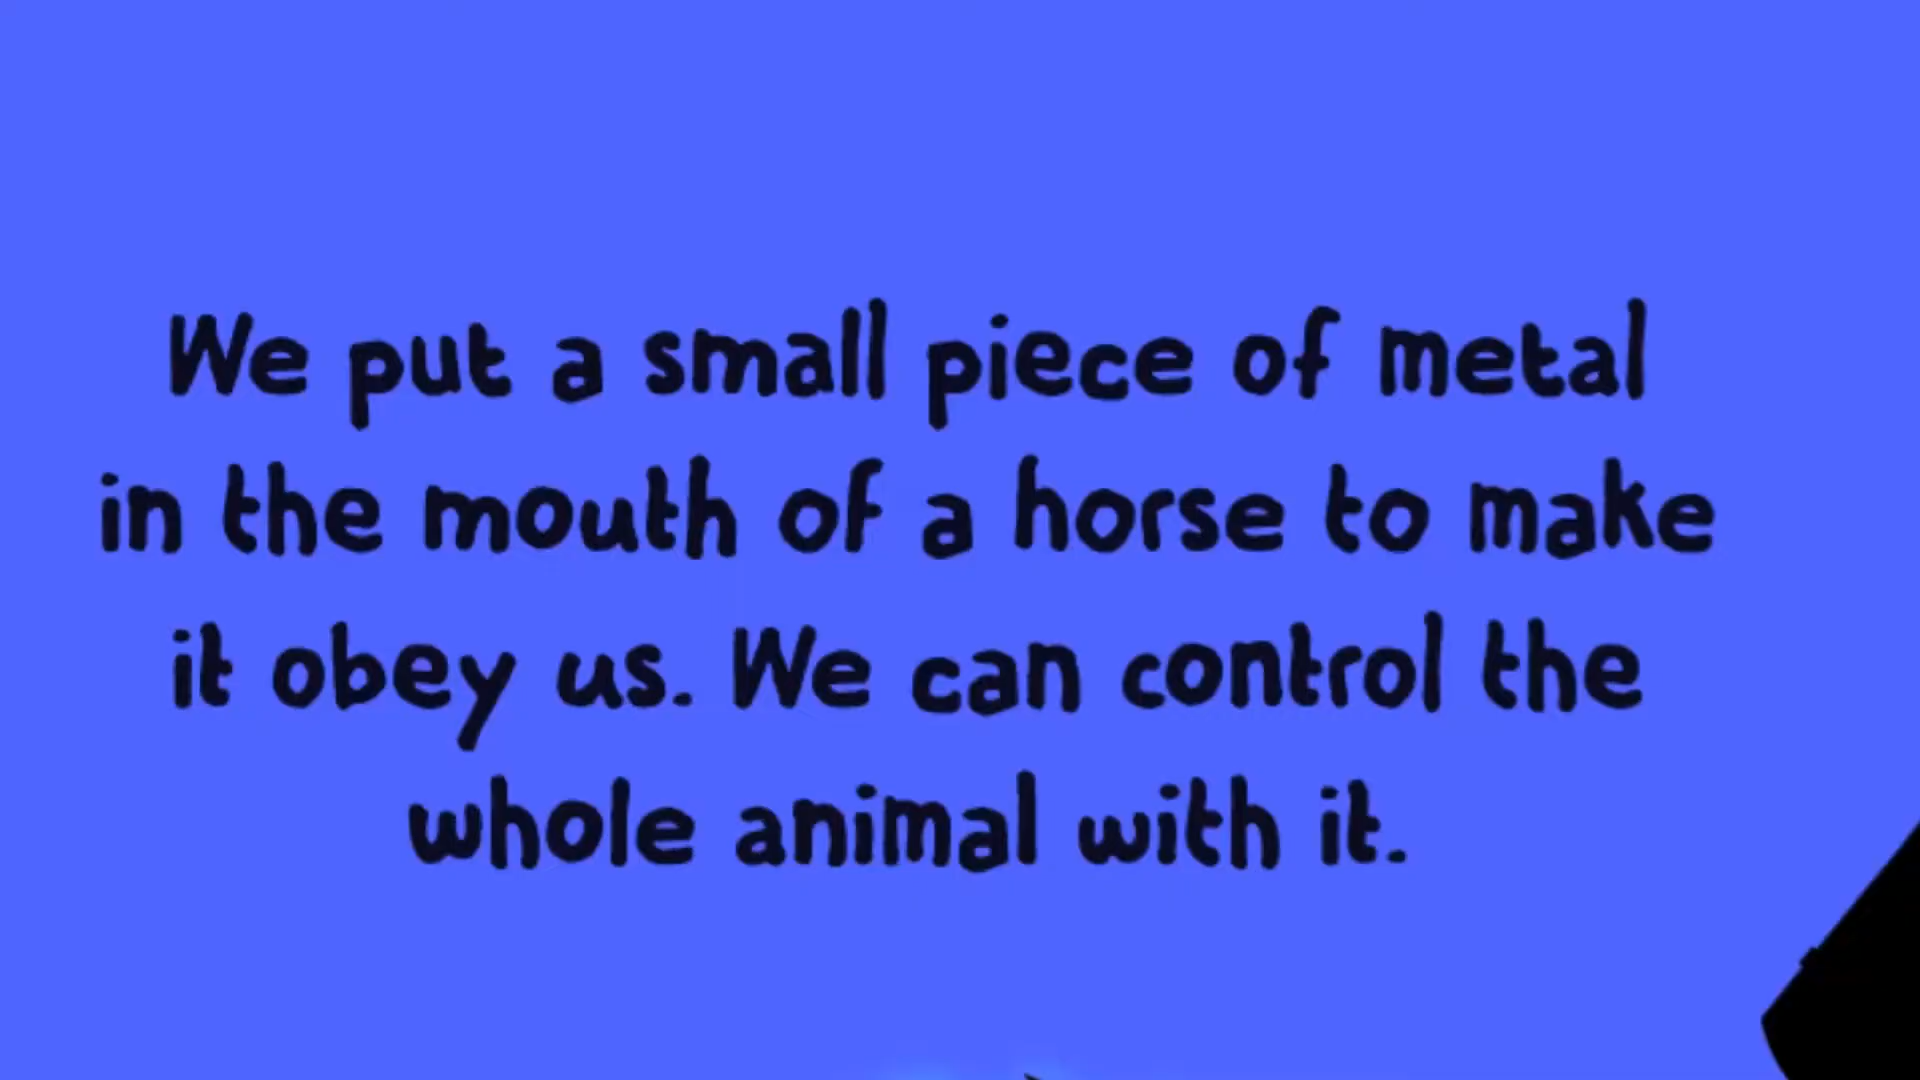 We put a small piece of metal
in the mouth of a horse to make
it obey us. We can control the
whole animal with it.